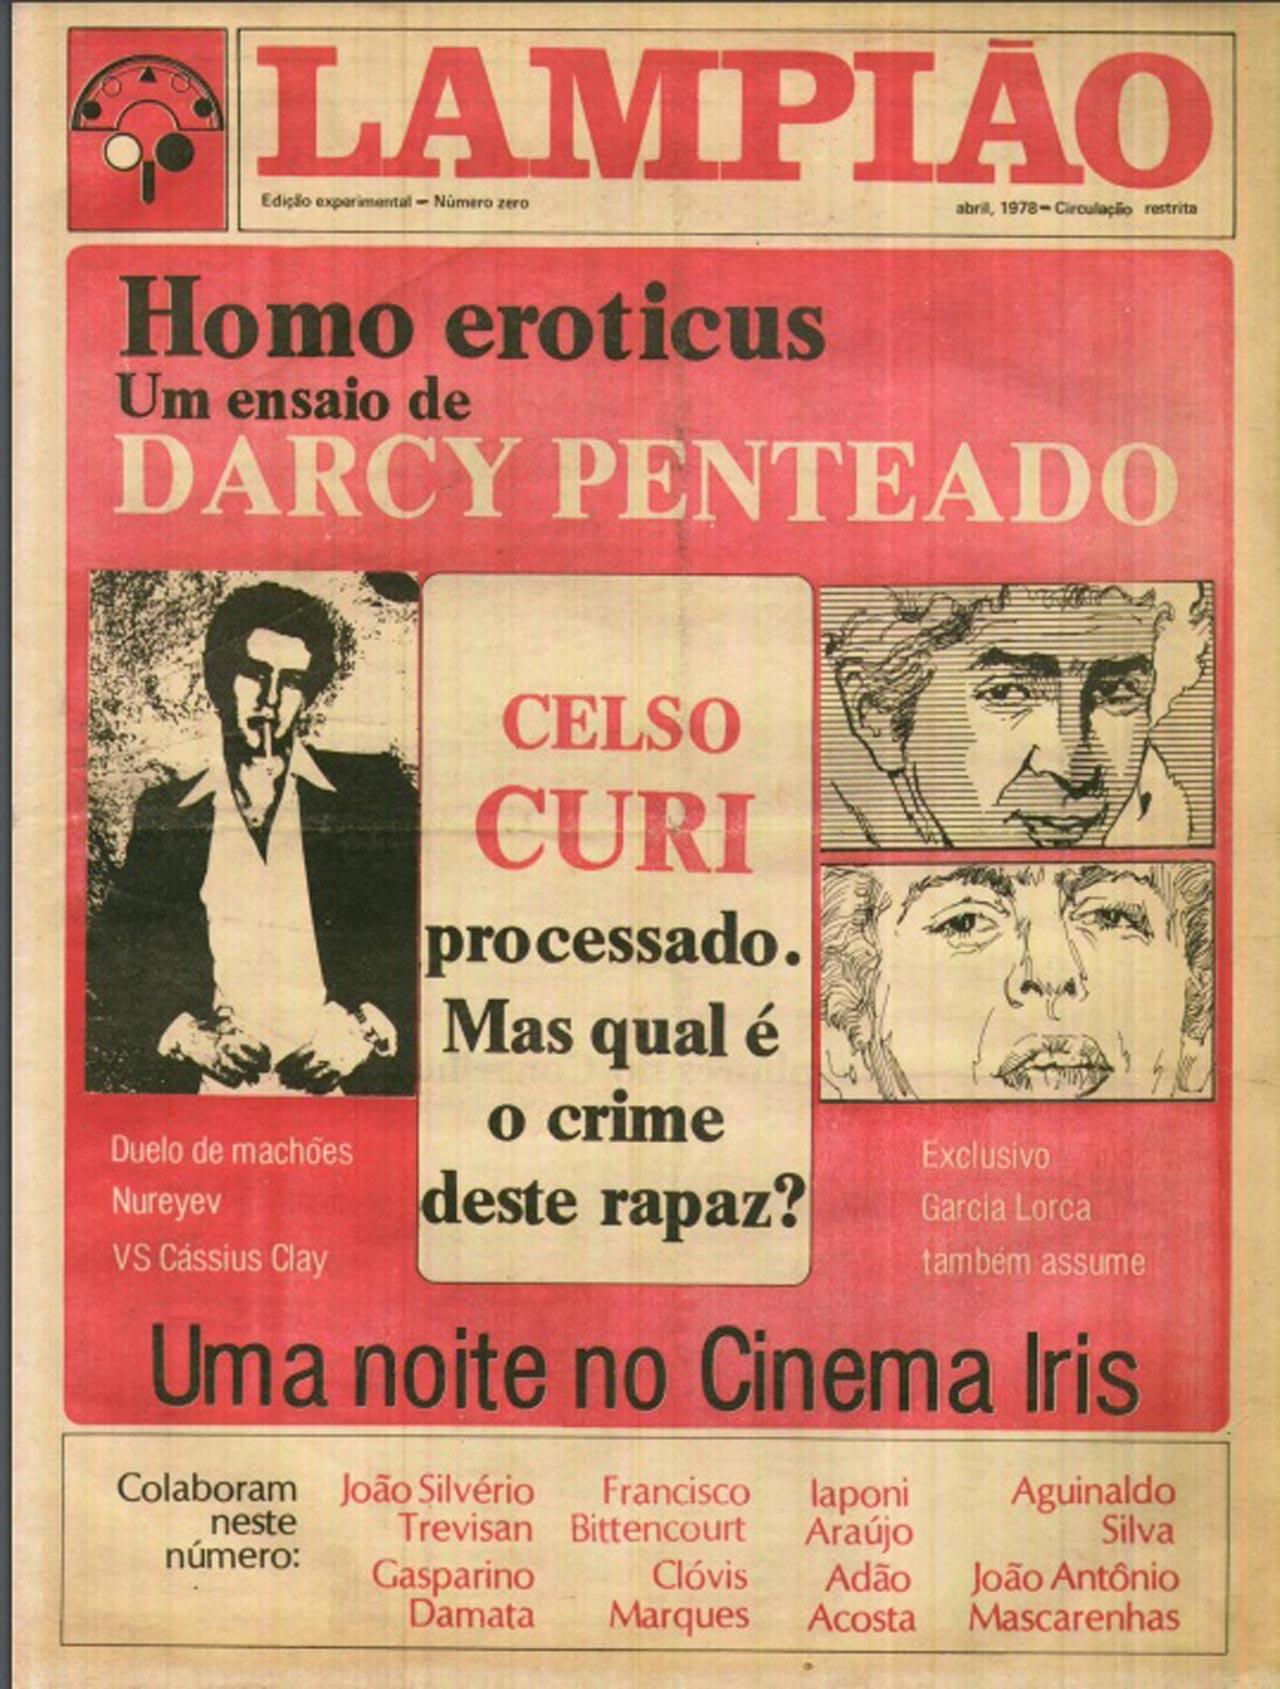 LAMPIÃO
Edição experimental — Número zero
abril, 1978 — Circulação restrita
Homo eroticus
Um ensaio de
DARCY PENTEADO
CELSO
CURI
processado.
Mas qual é
o crime
deste rapaz?
Duelo de machões
Nureyev
VS Cássius Clay
Exclusivo
Garcia Lorca
também assume
Uma noite no Cinema Iris
Colaboram
neste
número:
João Silvério
Trevisan
Gasparino
Damata
Francisco
Bittencourt
Clóvis
Marques
Iaponi
Araújo
Adão
Acosta
Aguinaldo
Silva
João Antônio
Mascarenhas